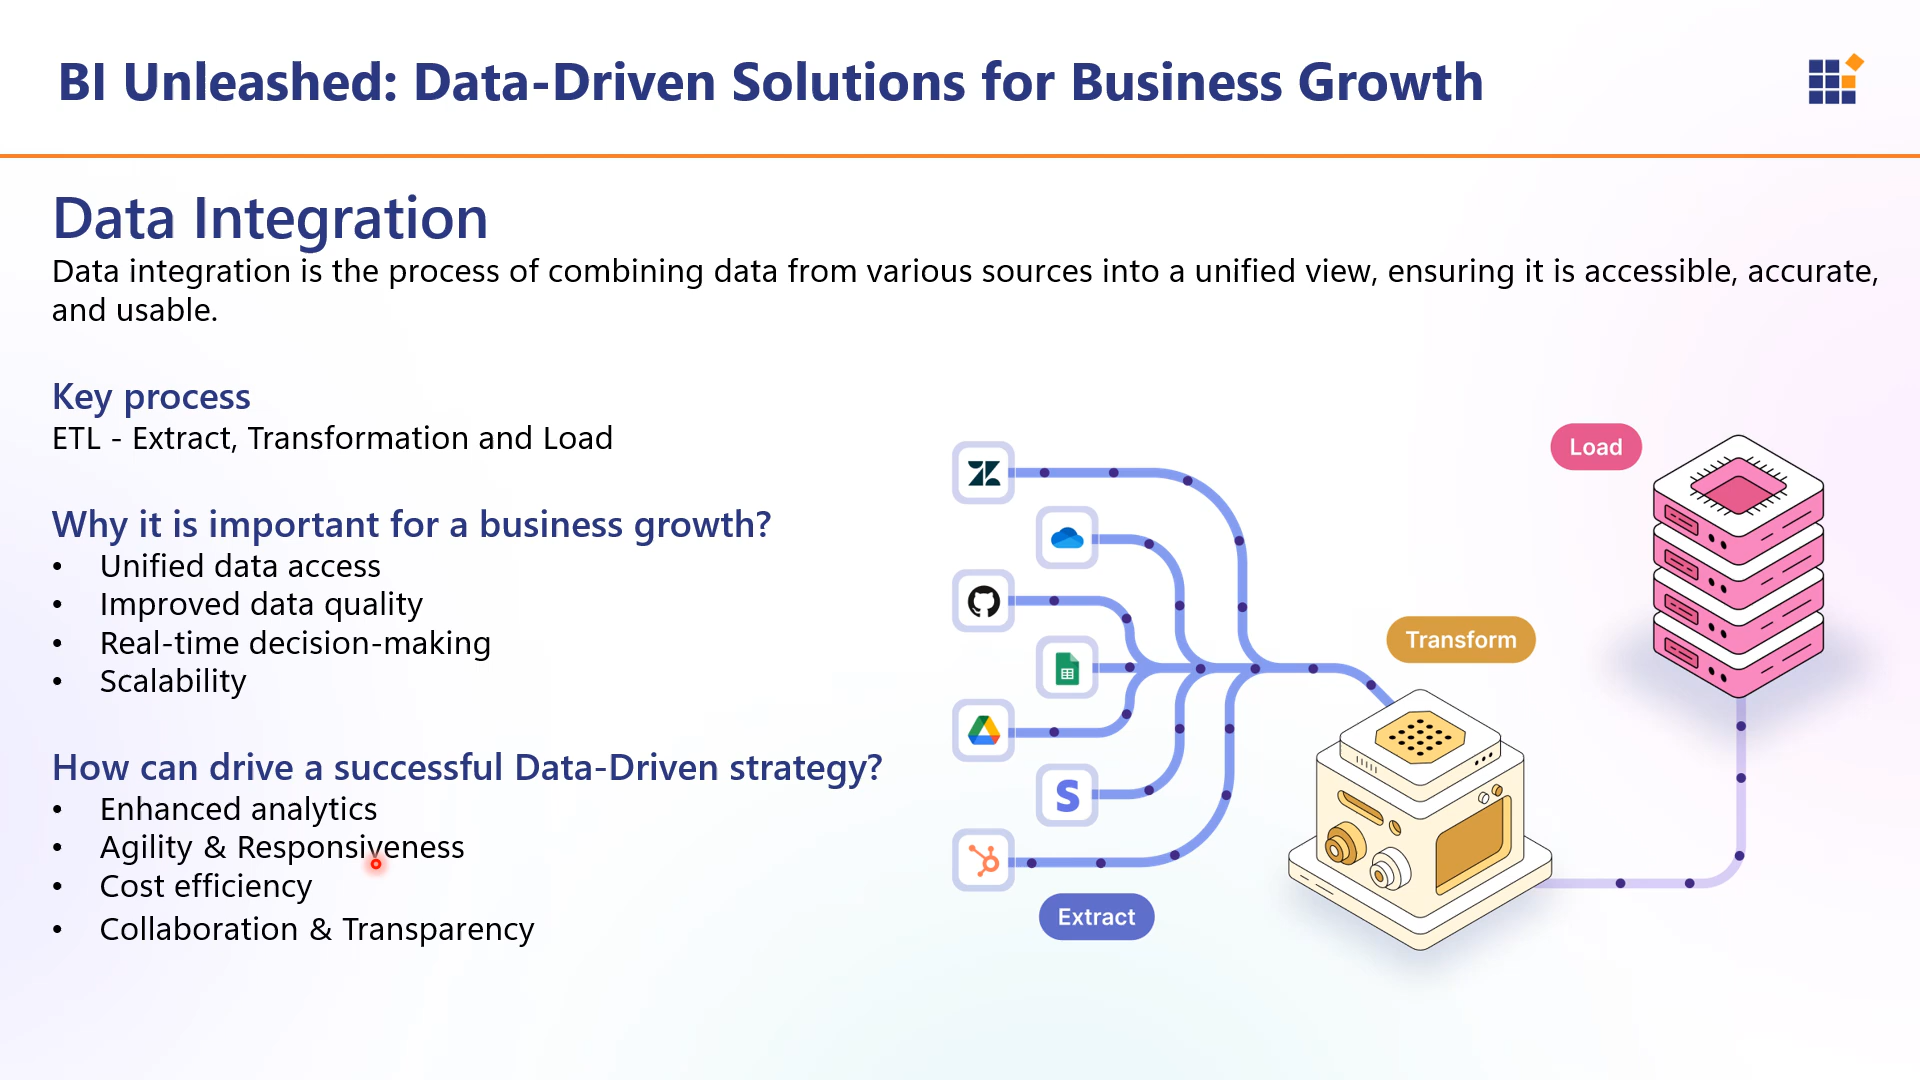 BI Unleashed: Data-Driven Solutions for Business Growth
Data Integration
Data integration is the process of combining data from various sources into a unified view, ensuring it is accessible, accurate,
and usable.
Key process
ETL - Extract, Transformation and Load
Why it is important for a business growth?
• Unified data access
• Improved data quality
• Real-time decision-making
• Scalability
How can drive a successful Data-Driven strategy?
• Enhanced analytics
• Agility & Responsiveness
• Cost efficiency
• Collaboration & Transparency
Load
Transform
S
Extract